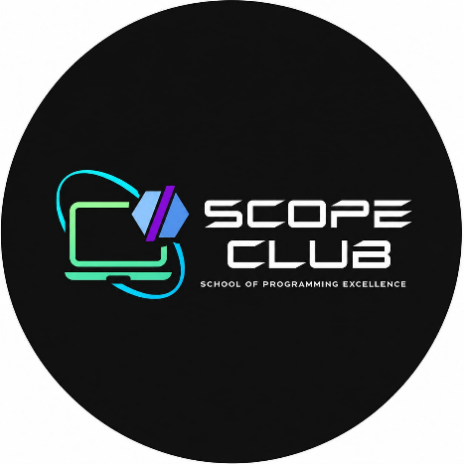 SCOPE
CLUB
SCHOOL OF PROGRAMMING EXCELLENCE